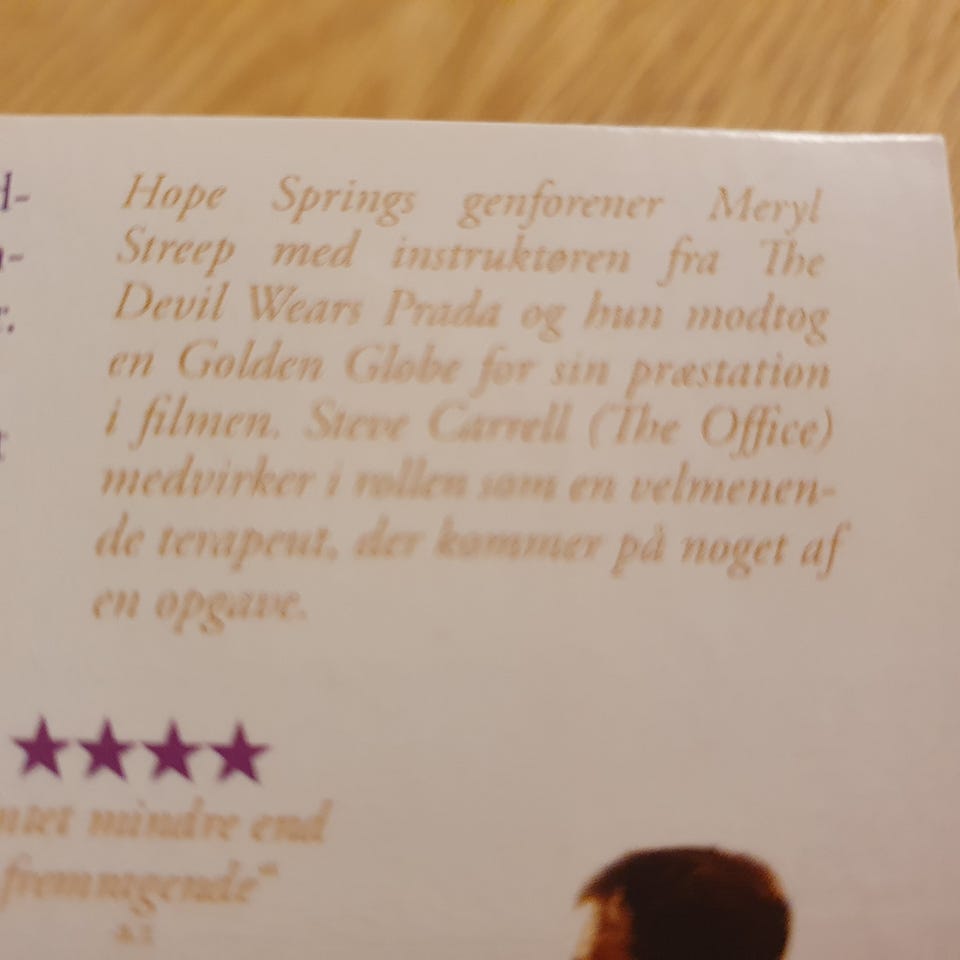 Hope Springs genforener Meryl
Streep med instruktøren fra The
Devil Wears Prada og hun modtog
en Golden Globe for sin præstation
i filmen. Steve Carrell (The Office)
medvirker i rollen som en velmenen-
de terapeut, der kommer på noget af
en opgave.
★★★★
mindre end
fremragende“